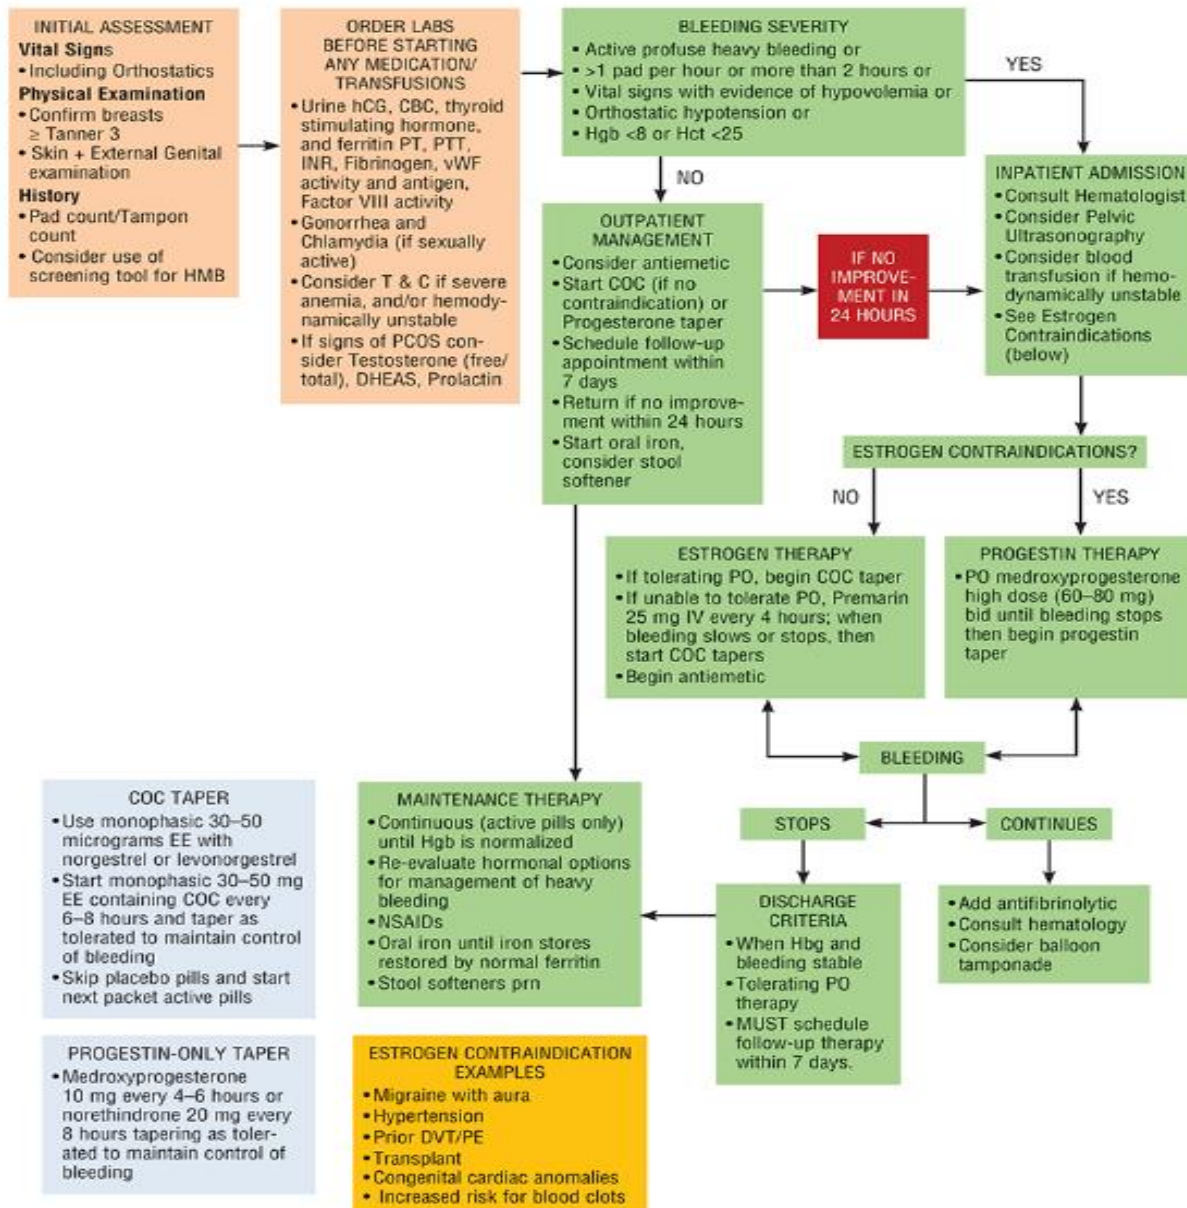 INITIAL ASSESSMENT
Vital Signs
• Including Orthostatics
Physical Examination
• Confirm breasts
≥ Tanner 3
• Skin + External Genital
examination
History
• Pad count/Tampon
count
• Consider use of
screening tool for HMB
ORDER LABS
BEFORE STARTING
ANY MEDICATION/
TRANSFUSIONS
• Urine hCG, CBC, thyroid
stimulating hormone,
and ferritin PT, PTT,
INR, Fibrinogen, vWF
activity and antigen,
Factor VIII activity
• Gonorrhea and
Chlamydia (if sexually
active)
• Consider T & C if severe
anemia, and/or hemody-
namically unstable
• If signs of PCOS con-
sider Testosterone (free/
total), DHEAS, Prolactin
BLEEDING SEVERITY
• Active profuse heavy bleeding or
• >1 pad per hour or more than 2 hours or
• Vital signs with evidence of hypovolemia or
• Orthostatic hypotension or
• Hgb <8 or Hct <25
YES
NO
OUTPATIENT
MANAGEMENT
• Consider antiemetic
• Start COC (if no
contraindication) or
Progesterone taper
• Schedule follow-up
appointment within
7 days
• Return if no improve-
ment within 24 hours
• Start oral iron,
consider stool
softener
IF NO
IMPROVE-
MENT IN
24 HOURS
INPATIENT ADMISSION
• Consult Hematologist
• Consider Pelvic
Ultrasonography
• Consider blood
transfusion if hemo-
dynamically unstable
• See Estrogen
Contraindications
(below)
ESTROGEN CONTRAINDICATIONS?
NO
YES
ESTROGEN THERAPY
• If tolerating PO, begin COC taper
• If unable to tolerate PO, Premarin
25 mg IV every 4 hours; when
bleeding slows or stops, then
start COC tapers
• Begin antiemetic
PROGESTIN THERAPY
• PO medroxyprogesterone
high dose (60–80 mg)
bid until bleeding stops
then begin progestin
taper
BLEEDING
STOPS
CONTINUES
COC TAPER
• Use monophasic 30–50
micrograms EE with
norgestrel or levonorgestrel
• Start monophasic 30–50 mg
EE containing COC every
6–8 hours and taper as
tolerated to maintain control
of bleeding
• Skip placebo pills and start
next packet active pills
MAINTENANCE THERAPY
• Continuous (active pills only)
until Hgb is normalized
• Re-evaluate hormonal options
for management of heavy
bleeding
• NSAIDs
• Oral iron until iron stores
restored by normal ferritin
• Stool softeners prn
DISCHARGE
CRITERIA
• When Hbg and
bleeding stable
• Tolerating PO
therapy
• MUST schedule
follow-up therapy
within 7 days.
• Add antifibrinolytic
• Consult hematology
• Consider balloon
tamponade
PROGESTIN-ONLY TAPER
• Medroxyprogesterone
10 mg every 4–6 hours or
norethindrone 20 mg every
8 hours tapering as toler-
ated to maintain control of
bleeding
ESTROGEN CONTRAINDICATION
EXAMPLES
• Migraine with aura
• Hypertension
• Prior DVT/PE
• Transplant
• Congenital cardiac anomalies
• Increased risk for blood clots